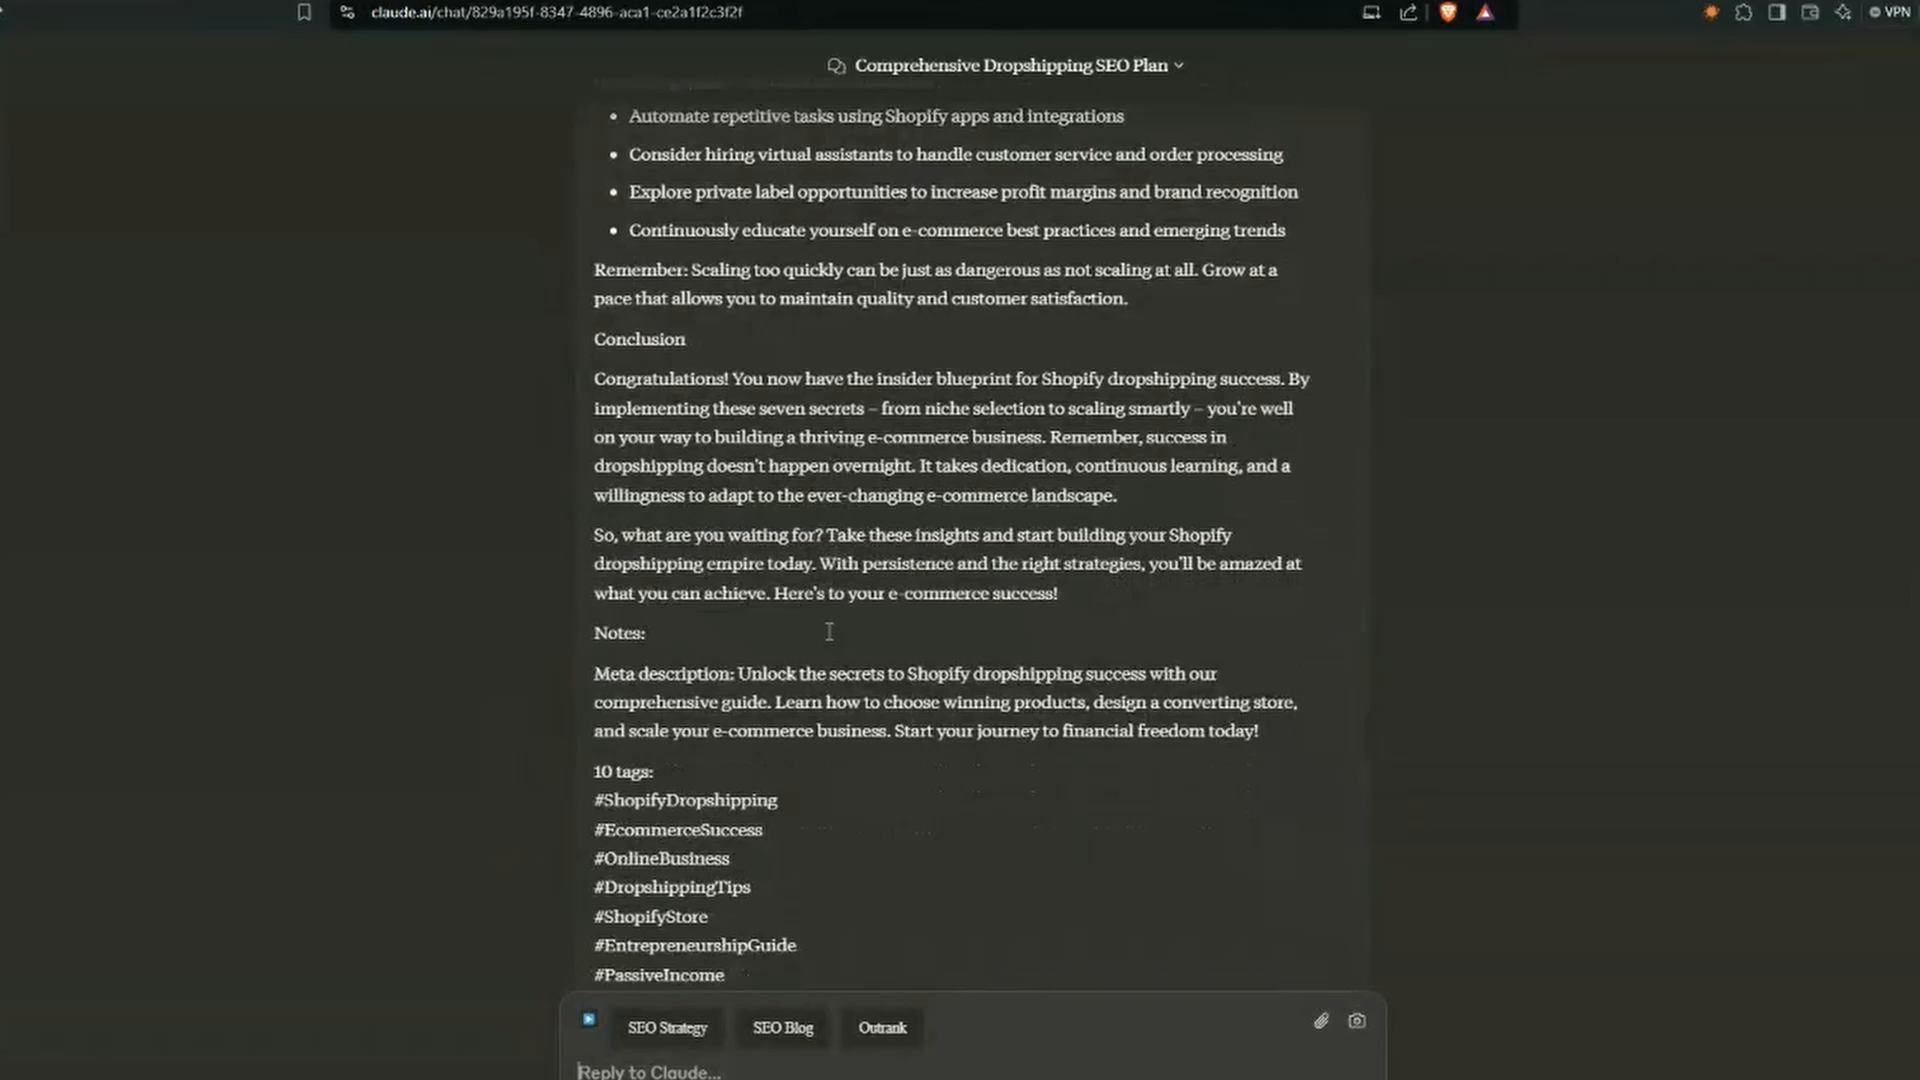 claude.ai/chat/829a195f-8347-4896-aca1-ce2a1f2c3f2f
VPN
Comprehensive Dropshipping SEO Plan
• Automate repetitive tasks using Shopify apps and integrations
• Consider hiring virtual assistants to handle customer service and order processing
• Explore private label opportunities to increase profit margins and brand recognition
• Continuously educate yourself on e-commerce best practices and emerging trends
Remember: Scaling too quickly can be just as dangerous as not scaling at all. Grow at a
pace that allows you to maintain quality and customer satisfaction.
Conclusion
Congratulations! You now have the insider blueprint for Shopify dropshipping success. By
implementing these seven secrets – from niche selection to scaling smartly – you're well
on your way to building a thriving e-commerce business. Remember, success in
dropshipping doesn't happen overnight. It takes dedication, continuous learning, and a
willingness to adapt to the ever-changing e-commerce landscape.
So, what are you waiting for? Take these insights and start building your Shopify
dropshipping empire today. With persistence and the right strategies, you'll be amazed at
what you can achieve. Here's to your e-commerce success!
Notes:
Meta description: Unlock the secrets to Shopify dropshipping success with our
comprehensive guide. Learn how to choose winning products, design a converting store,
and scale your e-commerce business. Start your journey to financial freedom today!
10 tags:
#ShopifyDropshipping
#EcommerceSuccess
#OnlineBusiness
#DropshippingTips
#ShopifyStore
#EntrepreneurshipGuide
#PassiveIncome
SEO Strategy
SEO Blog
Outrank
Reply to Claude...